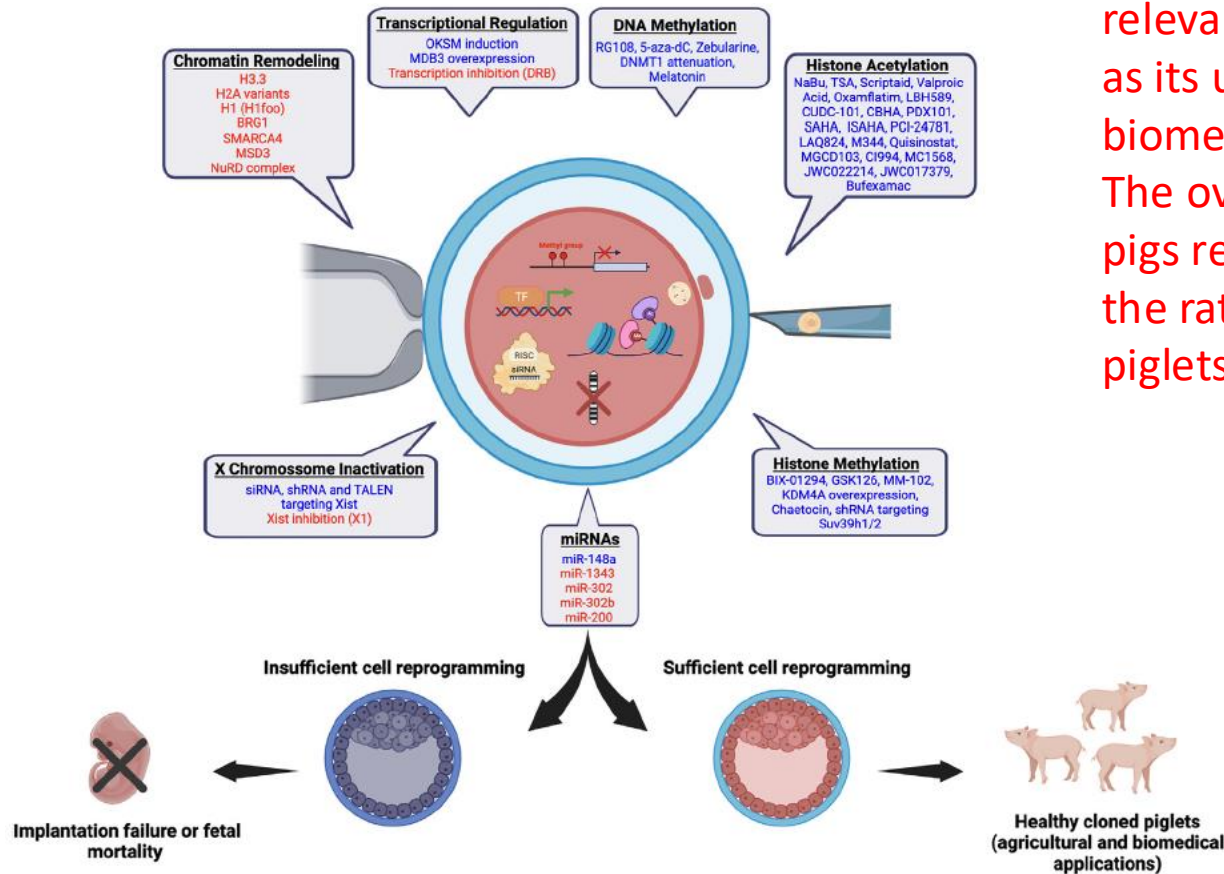 Transcriptional Regulation
OKSM induction
MDB3 overexpression
Transcription inhibition (DRB)
DNA Methylation
RG108, 5-aza-dC, Zebularine,
DNMT1 attenuation,
Melatonin
Chromatin Remodeling
H3.3
H2A variants
H1 (H1foo)
BRG1
SMARCA4
MSD3
NuRD complex
Histone Acetylation
NaBu, TSA, Scriptaid, Valproic
Acid, Oxamflatim, LBH589,
CUDC-101, CBHA, PDX101,
SAHA, ISAHA, PCI-24781,
LAQ824, M344, Quisinostat,
MGCD103, CI994, MC1568,
JWC022214, JWC017379,
Bufexamac
releva
as its u
biome
The ov
pigs re
the rat
piglets
Methyl group
TF
RISC
siRNA
X Chromossome Inactivation
siRNA, shRNA and TALEN
targeting Xist
Xist inhibition (X1)
Histone Methylation
BIX-01294, GSK126, MM-102,
KDM4A overexpression,
Chaetocin, shRNA targeting
Suv39h1/2
miRNAs
miR-148a
miR-1343
miR-302
miR-302b
miR-200
Insufficient cell reprogramming
Sufficient cell reprogramming
Implantation failure or fetal
mortality
Healthy cloned piglets
(agricultural and biomedical
applications)